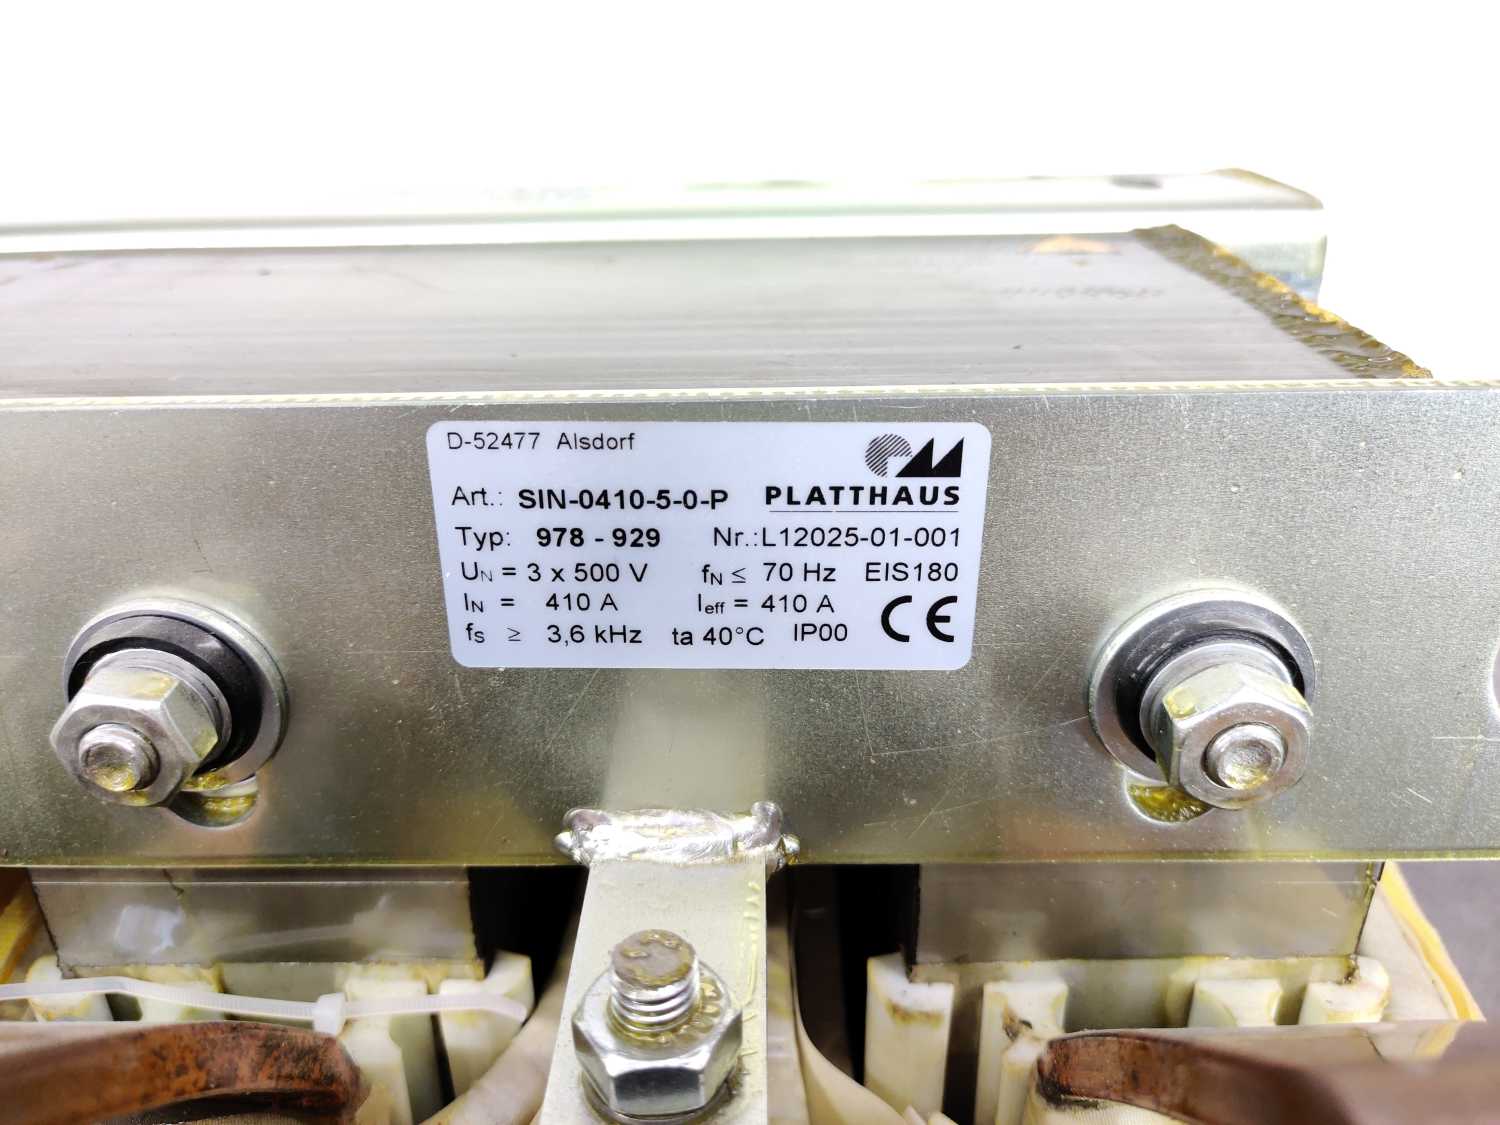 D-52477 Alsdorf
Art.: SIN-0410-5-0-P PLATTHAUS
Typ: 978 - 929 Nr.:L12025-01-001
UN = 3 x 500 V fN ≤ 70 Hz EIS180
IN = 410 A Ieff = 410 A CE
fS ≥ 3,6 kHz ta 40°C IP00